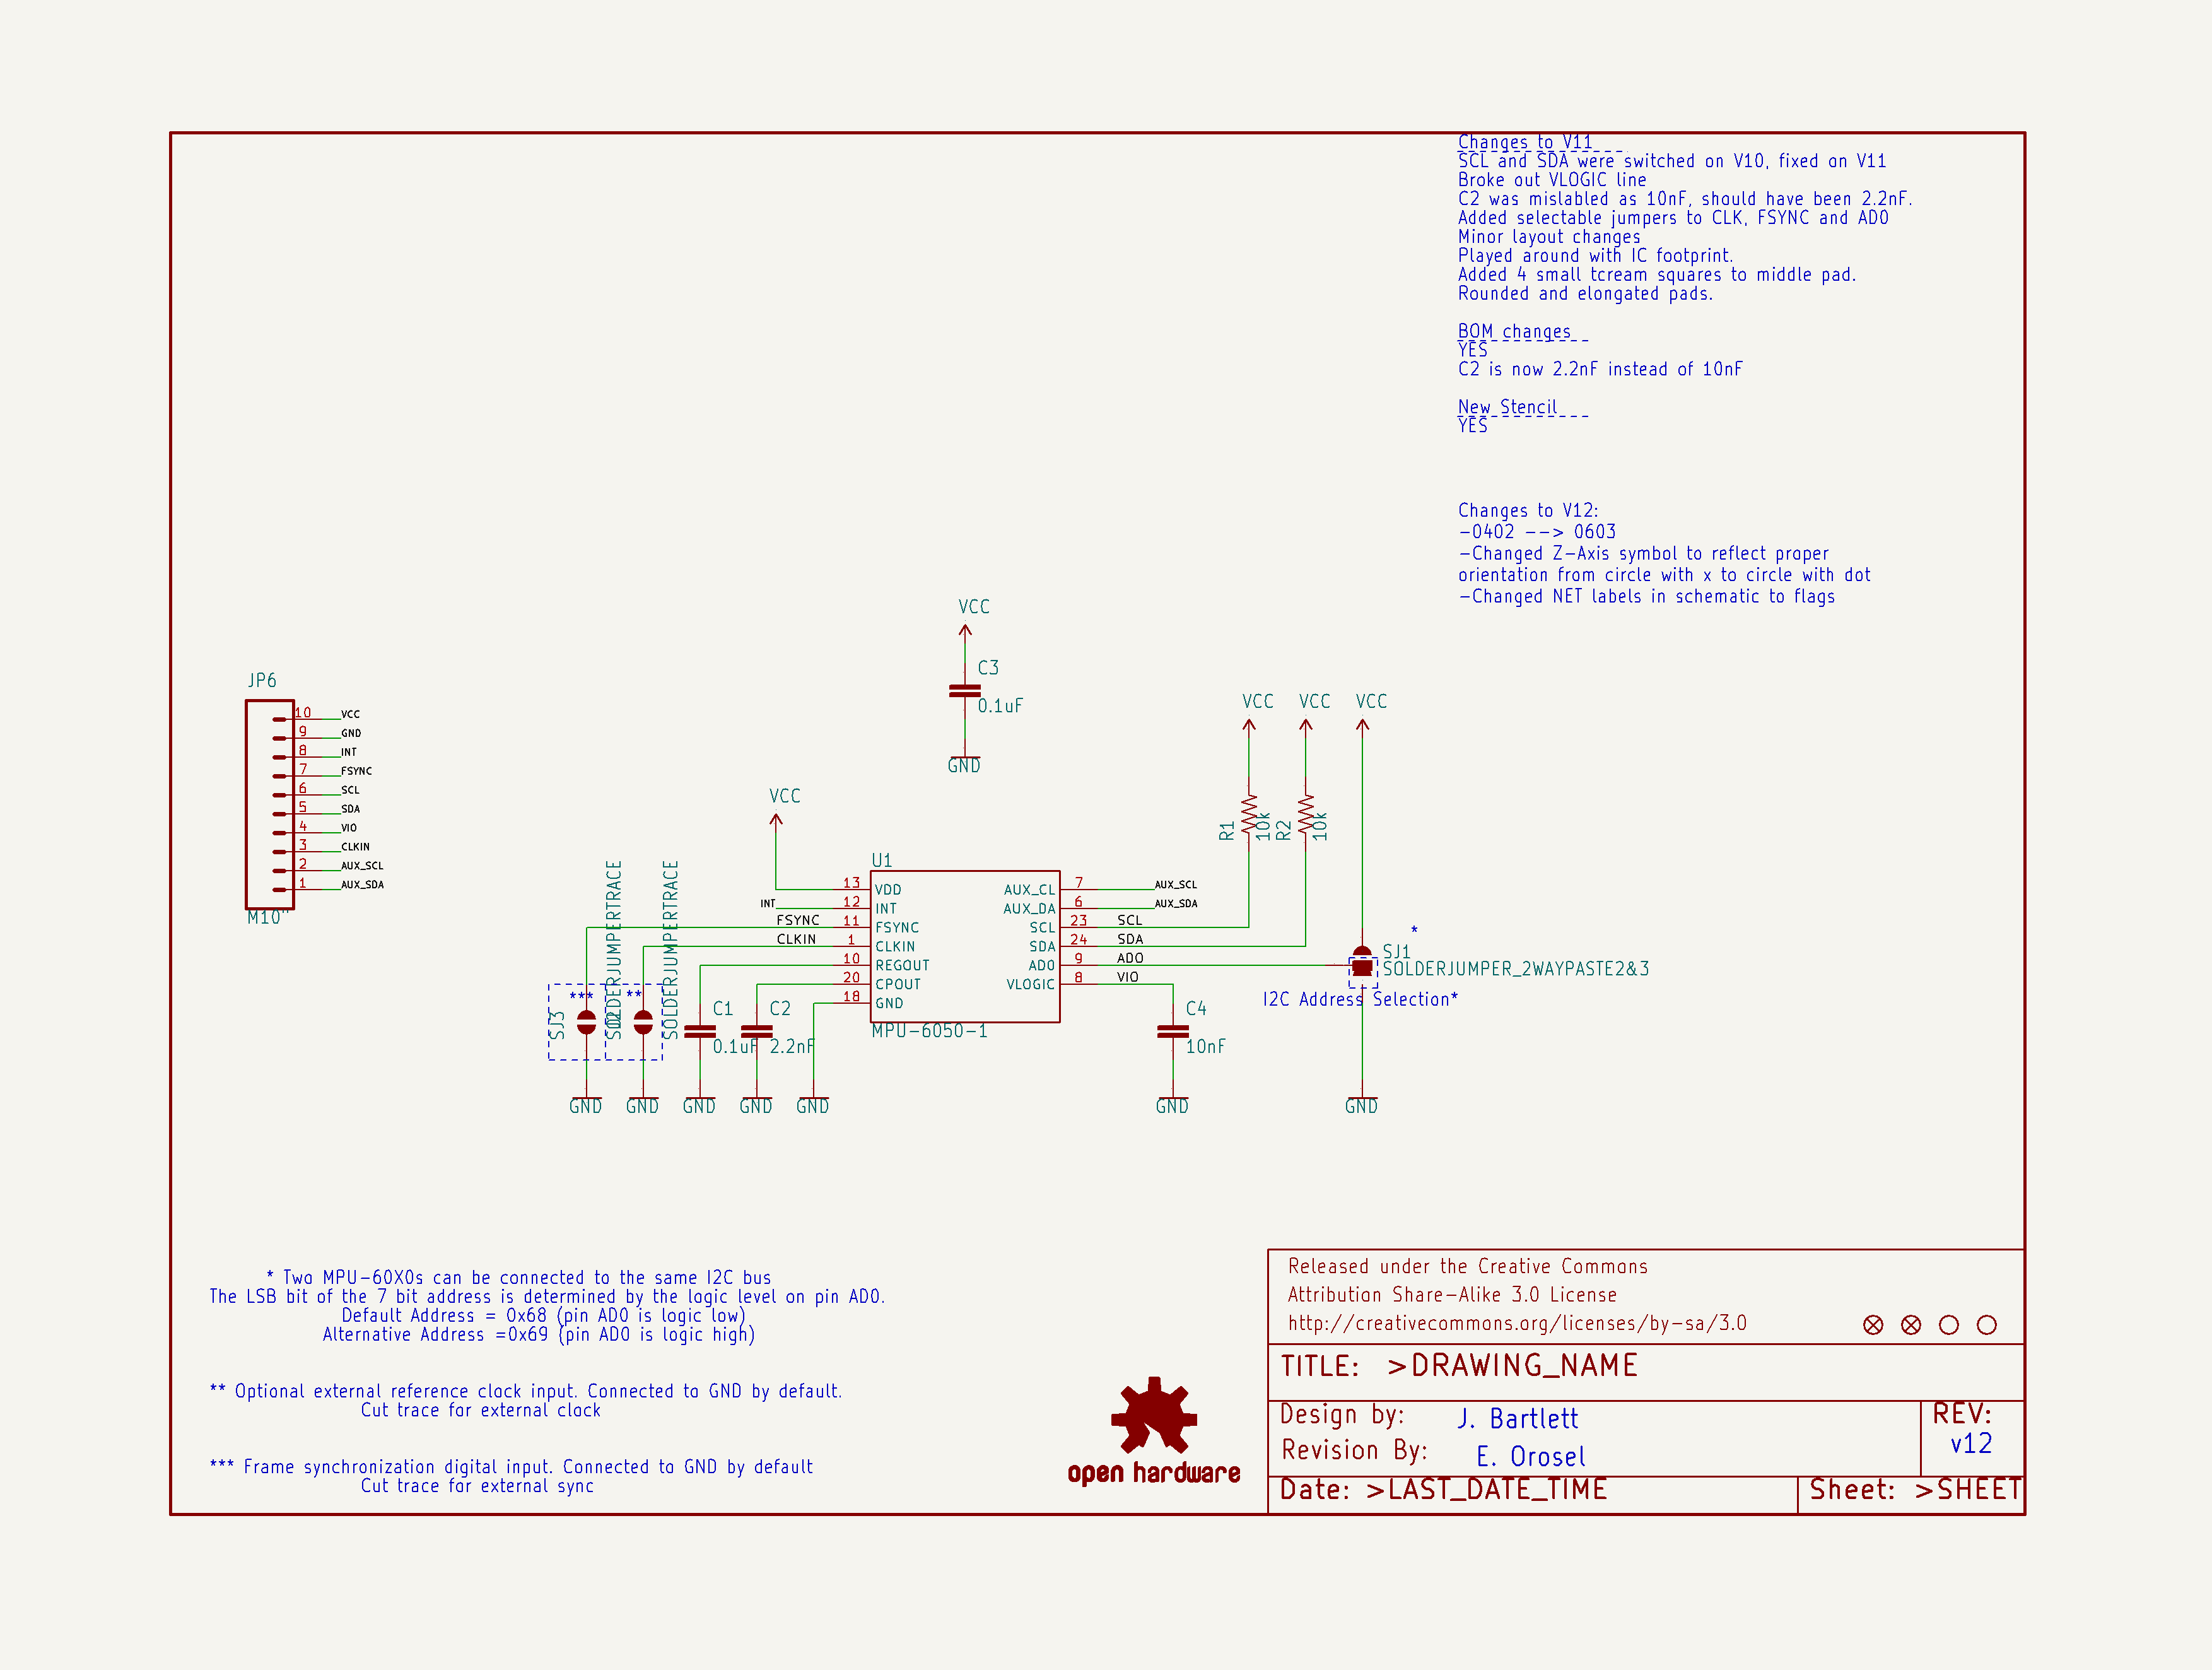 Changes to V11
SCL and SDA were switched on V10, fixed on V11
Broke out VLOGIC line
C2 was mislabled as 10nF, should have been 2.2nF.
Added selectable jumpers to CLK, FSYNC and AD0
Minor layout changes
Played around with IC footprint.
Added 4 small tcream squares to middle pad.
Rounded and elongated pads.
BOM changes
YES
C2 is now 2.2nF instead of 10nF
New Stencil
YES
Changes to V12:
-0402 --> 0603
-Changed Z-Axis symbol to reflect proper
orientation from circle with x to circle with dot
-Changed NET labels in schematic to flags
VCC
C3
0.1uF
GND
JP6
10 VCC
9 GND
8 INT
7 FSYNC
6 SCL
5 SDA
4 VIO
3 CLKIN
2 AUX_SCL
1 AUX_SDA
M10"
VCC
VCC VCC VCC
R1 10k R2 10k
U1
13 VDD
INT 12 INT
FSYNC 11 FSYNC
CLKIN 1 CLKIN
10 REGOUT
20 CPOUT
18 GND
AUX_CL 7 AUX_SCL
AUX_DA 6 AUX_SDA
SCL 23 SCL
SDA 24 SDA
AD0 9 AD0
VLOGIC 8 VIO
MPU-6050-1
***
SJ3
SOLDERJUMPERTRACE
**
SOLDERJUMPERTRACE
C1
0.1uF
C2
2.2nF
C4
10nF
*
SJ1
SOLDERJUMPER_2WAYPASTE2&3
I2C Address Selection*
GND GND GND GND GND GND GND
* Two MPU-60X0s can be connected to the same I2C bus
The LSB bit of the 7 bit address is determined by the logic level on pin AD0.
Default Address = 0x68 (pin AD0 is logic low)
Alternative Address =0x69 (pin AD0 is logic high)
** Optional external reference clock input. Connected to GND by default.
Cut trace for external clock
*** Frame synchronization digital input. Connected to GND by default
Cut trace for external sync
open hardware
Released under the Creative Commons
Attribution Share-Alike 3.0 License
http://creativecommons.org/licenses/by-sa/3.0
TITLE: >DRAWING_NAME
Design by: J. Bartlett
Revision By: E. Orosel
REV:
v12
Date: >LAST_DATE_TIME
Sheet: >SHEET